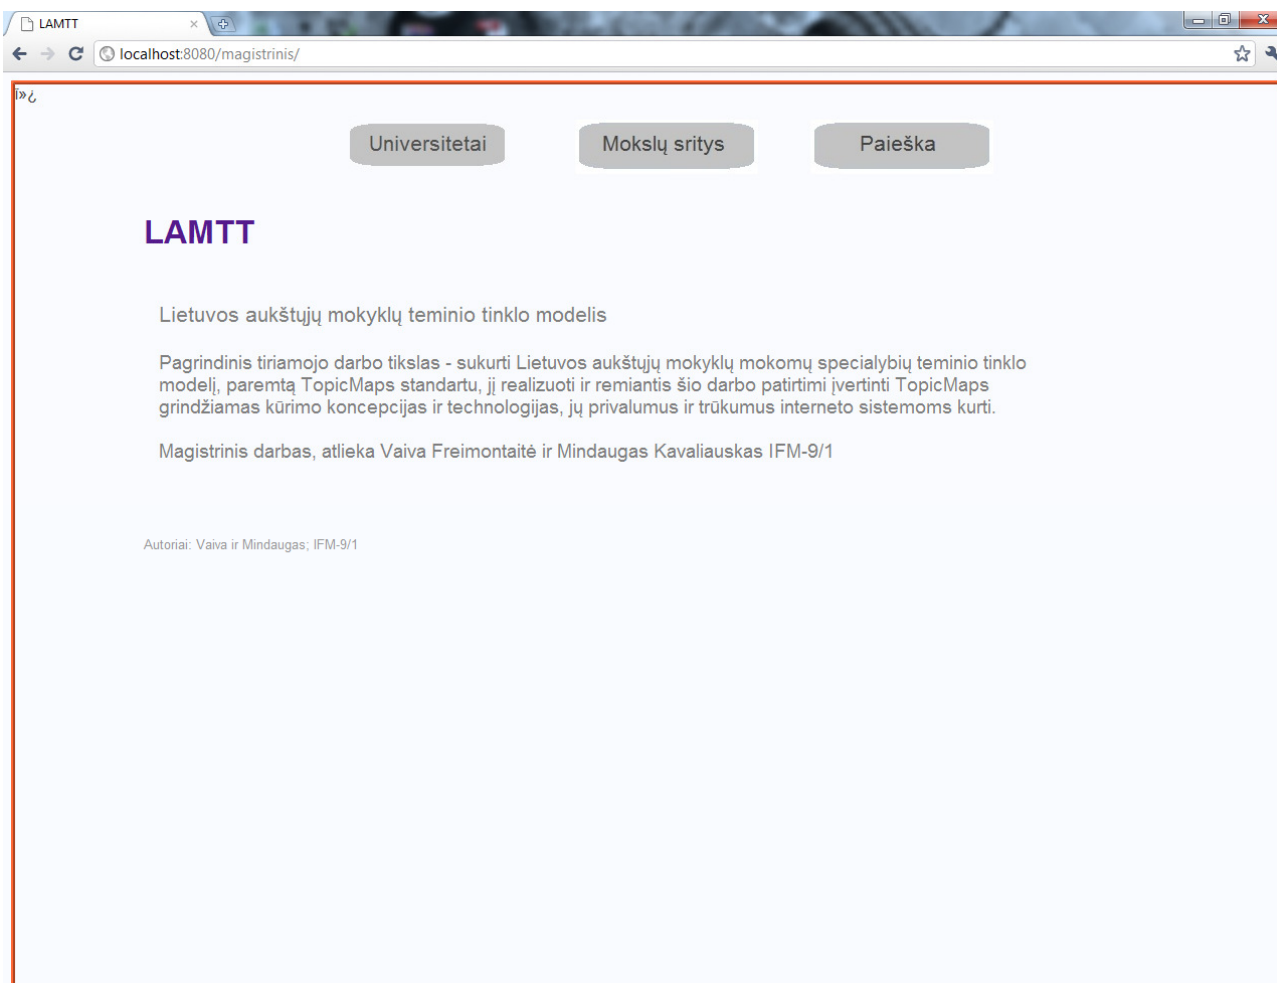 LAMTT
localhost:8080/magistrinis/
ï»¿
Universitetai
Mokslų sritys
Paieška
LAMTT
Lietuvos aukštųjų mokyklų teminio tinklo modelis
Pagrindinis tiriamojo darbo tikslas - sukurti Lietuvos aukštųjų mokyklų mokomų specialybių teminio tinklo
modelį, paremtą TopicMaps standartu, jį realizuoti ir remiantis šio darbo patirtimi įvertinti TopicMaps
grindžiamas kūrimo koncepcijas ir technologijas, jų privalumus ir trūkumus interneto sistemoms kurti.
Magistrinis darbas, atlieka Vaiva Freimontaitė ir Mindaugas Kavaliauskas IFM-9/1
Autoriai: Vaiva ir Mindaugas; IFM-9/1